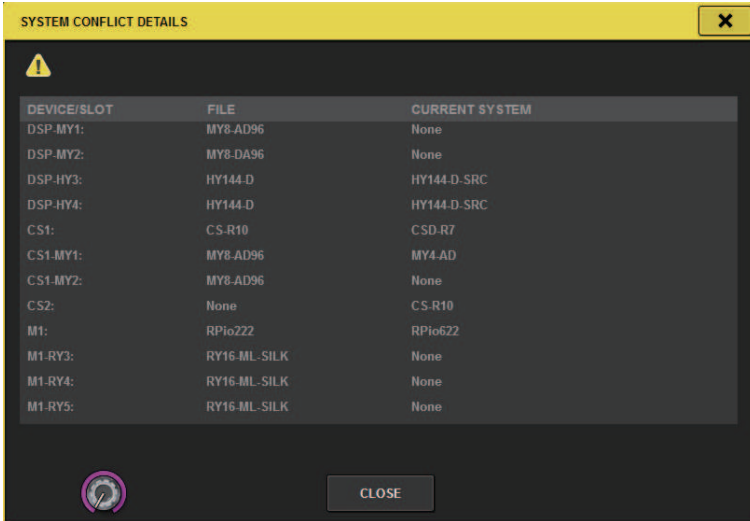 SYSTEM CONFLICT DETAILS
DEVICE/SLOT FILE CURRENT SYSTEM
DSP-MY1: MY8-AD96 None
DSP-MY2: MY8-DA96 None
DSP-HY3: HY144-D HY144-D-SRC
DSP-HY4: HY144-D HY144-D-SRC
CS1: CS-R10 CSD-R7
CS1-MY1: MY8-AD96 MY4-AD
CS1-MY2: MY8-AD96 None
CS2: None CS-R10
M1: RPio222 RPio622
M1-RY3: RY16-ML-SILK None
M1-RY4: RY16-ML-SILK None
M1-RY5: RY16-ML-SILK None
CLOSE